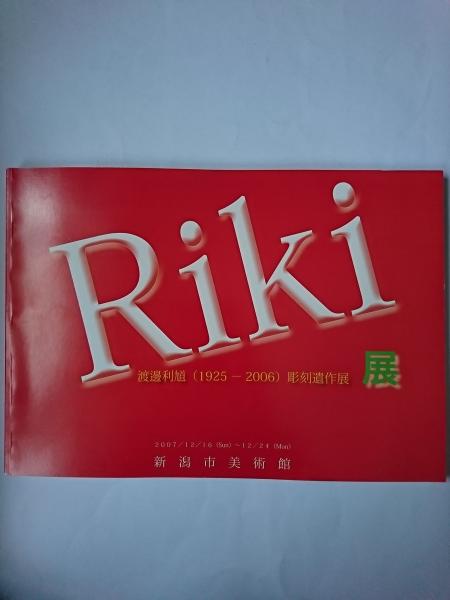 Riki
展
渡邊利馗（1925 － 2006）彫刻遺作展
2007／12／16（Sun）～12／24（Mon）
新潟市美術館